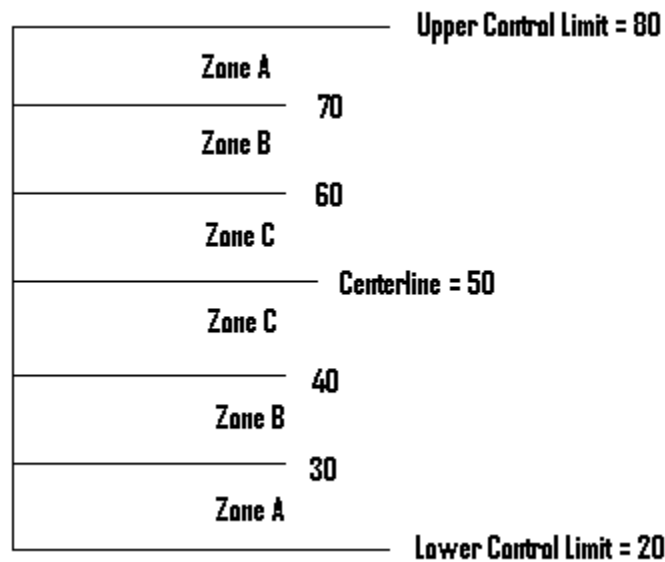 Upper Control Limit = 80
Zone A
70
Zone B
60
Zone C
Centerline = 50
Zone C
40
Zone B
30
Zone A
Lower Control Limit = 20